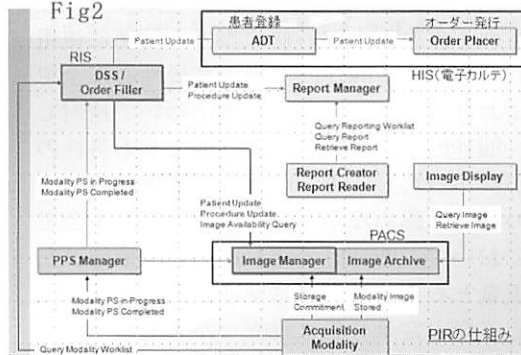 Fig2
患者登録
オーダー発行
Patient Update
ADT
Patient Update
Order Placer
RIS
HIS(電子カルテ)
DSS /
Order Filler
Patient Update
Procedure Update
Report Manager
Query Reporting Worklist
Query Report
Retrieve Report
Modality PS in Progress
Modality PS Completed
Report Creator
Report Reader
Image Display
Patient Update
Procedure Update
Image Availability Query
Query Image
Retrieve Image
PACS
PPS Manager
Image Manager
Image Archive
Modality PS in-Progress
Modality PS Completed
Storage
Commitment
Modality Image
Stored
Acquisition
Modality
PIRの仕組み
Query Modality Worklist